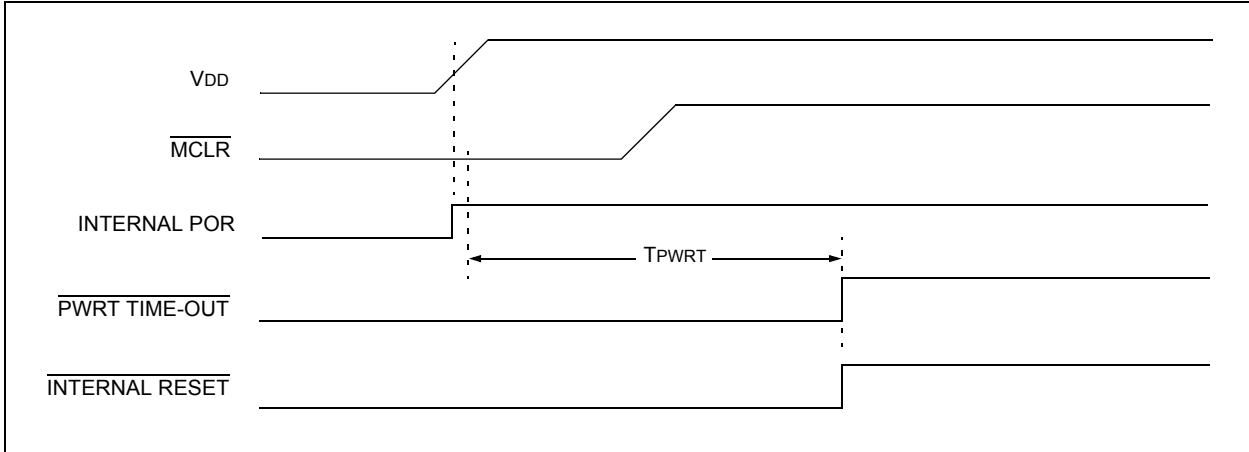 VDD
MCLR
INTERNAL POR
TPWRT
PWRT TIME-OUT
INTERNAL RESET